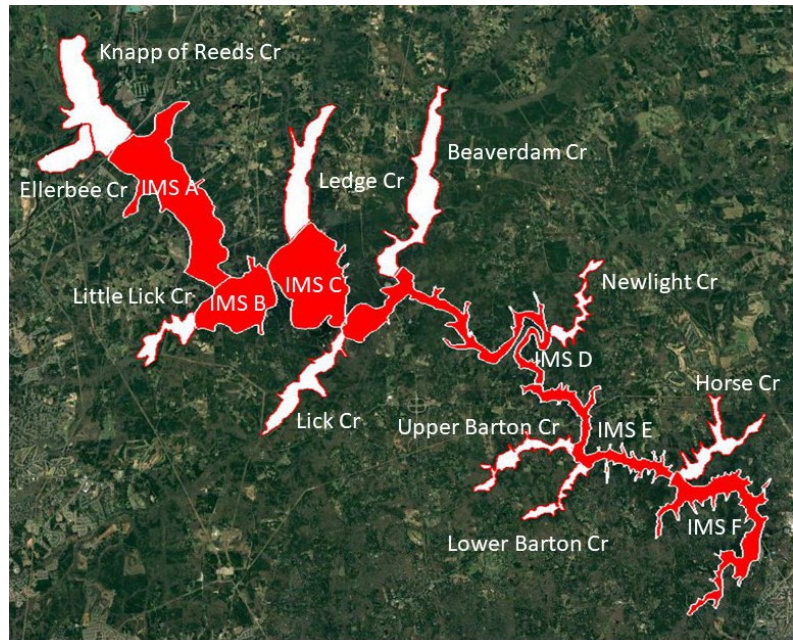 Knapp of Reeds Cr
Beaverdam Cr
Ledge Cr
Ellerbee Cr
IMS A
Newlight Cr
IMS C
Little Lick Cr
IMS B
IMS D
Horse Cr
Lick Cr
Upper Barton Cr
IMS E
IMS F
Lower Barton Cr